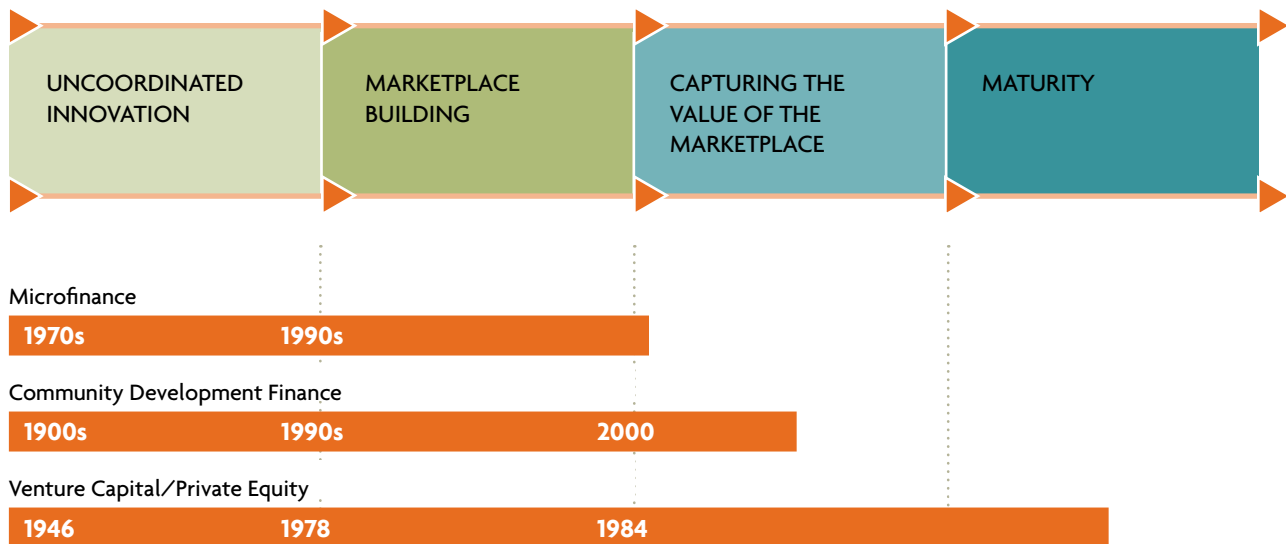 UNCOORDINATED
INNOVATION
MARKETPLACE
BUILDING
CAPTURING THE
VALUE OF THE
MARKETPLACE
MATURITY
Microfinance
1970s 1990s
Community Development Finance
1900s 1990s 2000
Venture Capital/Private Equity
1946 1978 1984